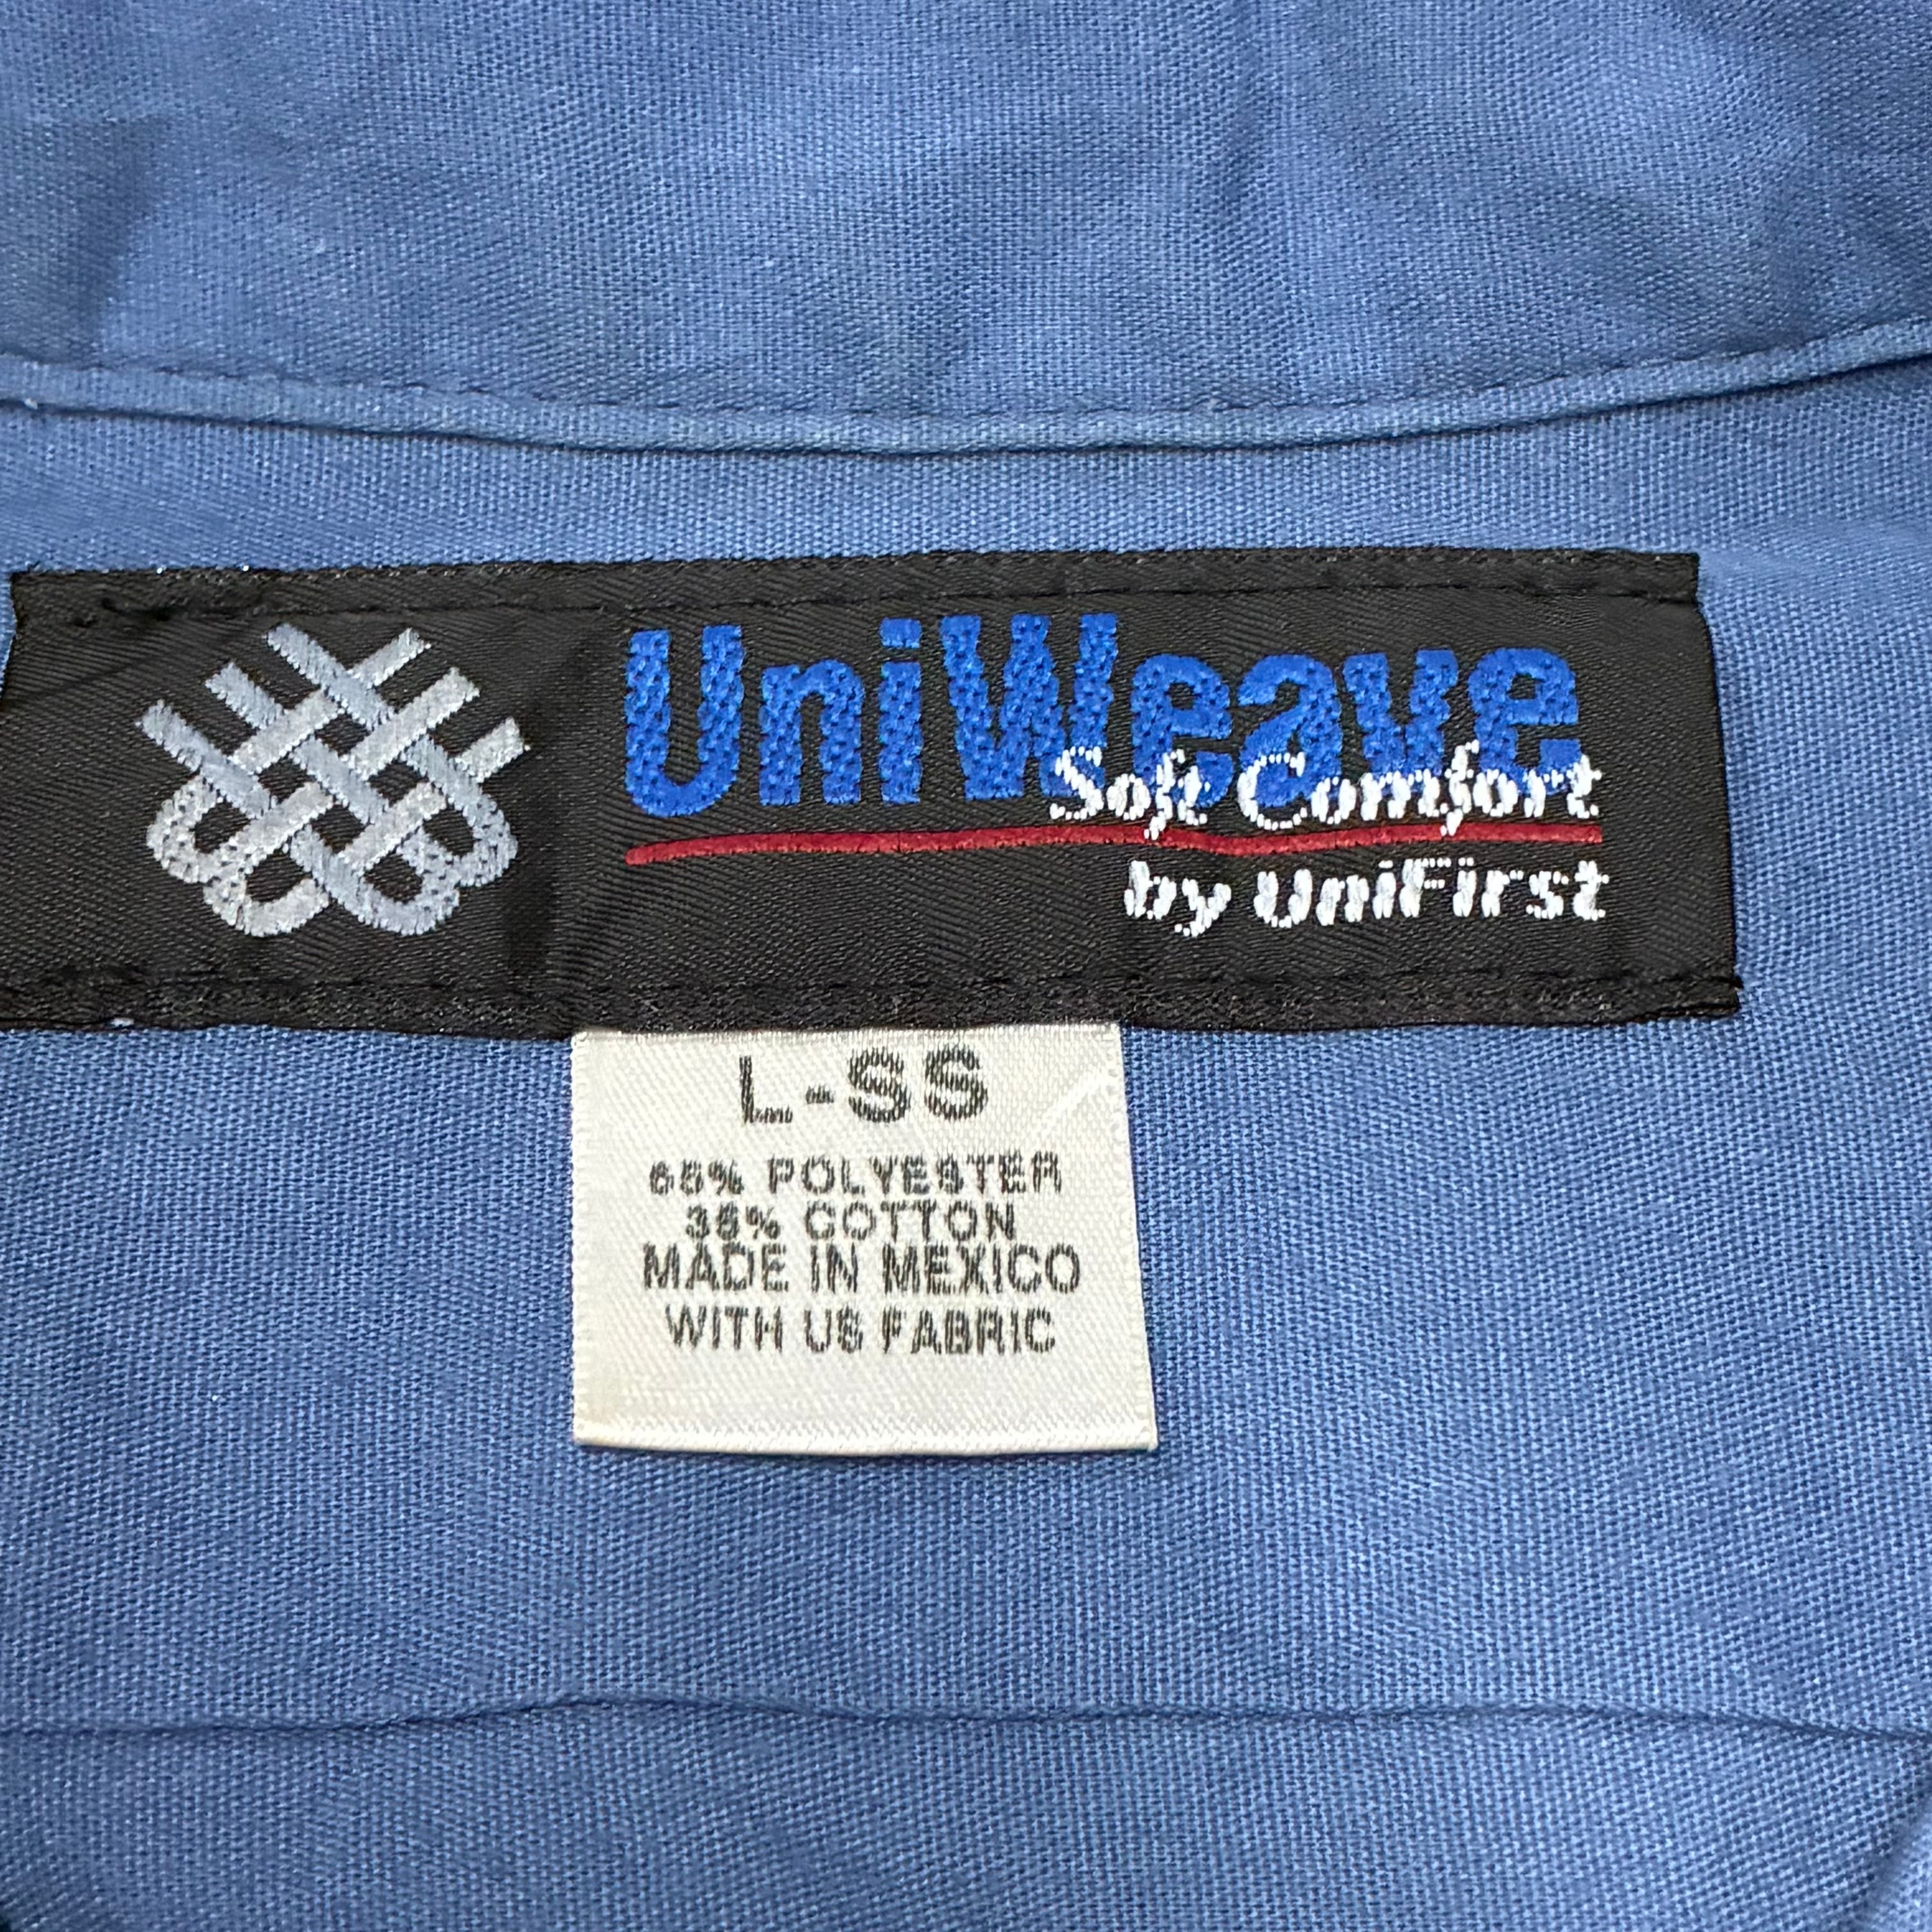 UniWeave
Soft Comfort
by UniFirst
L-SS
65% POLYESTER
35% COTTON
MADE IN MEXICO
WITH US FABRIC